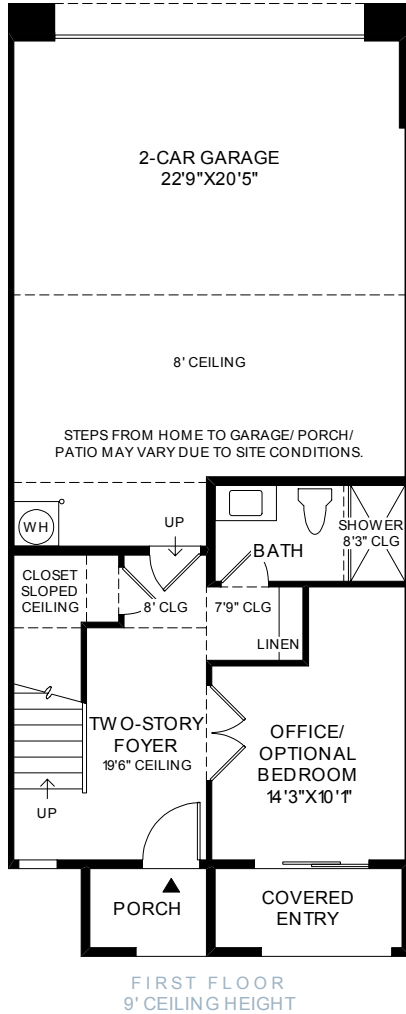 2-CAR GARAGE
22'9"X20'5"
8' CEILING
STEPS FROM HOME TO GARAGE/ PORCH/
PATIO MAY VARY DUE TO SITE CONDITIONS.
WH
UP
SHOWER
8'3" CLG
BATH
CLOSET
SLOPED
CEILING
8' CLG
7'9" CLG
LINEN
TWO-STORY
FOYER
19'6" CEILING
OFFICE/
OPTIONAL
BEDROOM
14'3"X10'1"
UP
PORCH
COVERED
ENTRY
FIRST FLOOR
9' CEILING HEIGHT